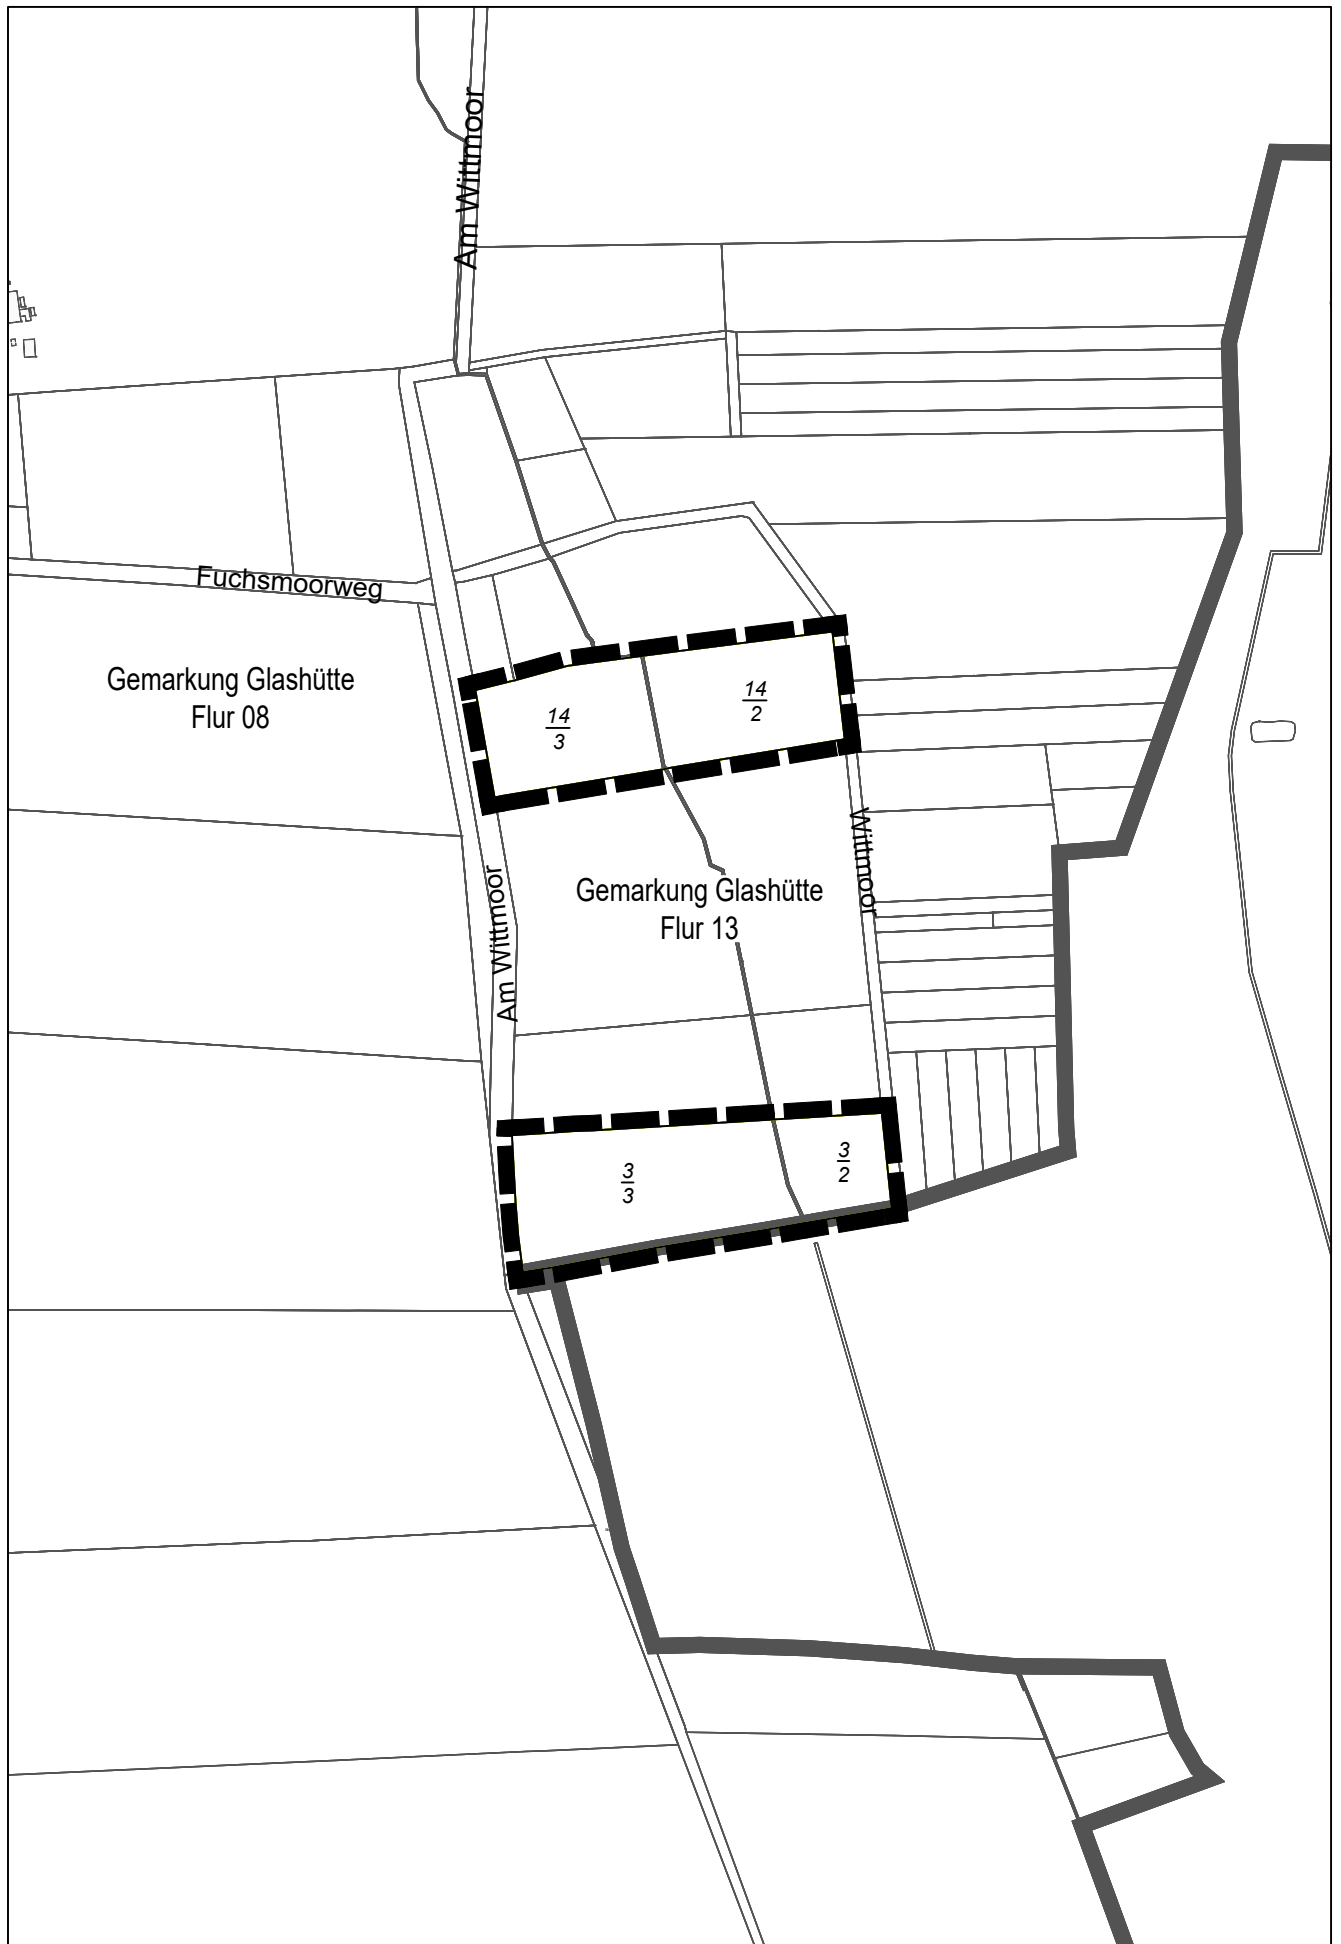 Am Wittmoor
Fuchsmoorweg
Gemarkung Glashütte
Flur 08
14
3
14
2
Wittmoor
Am Wittmoor
Gemarkung Glashütte
Flur 13
3
3
3
2